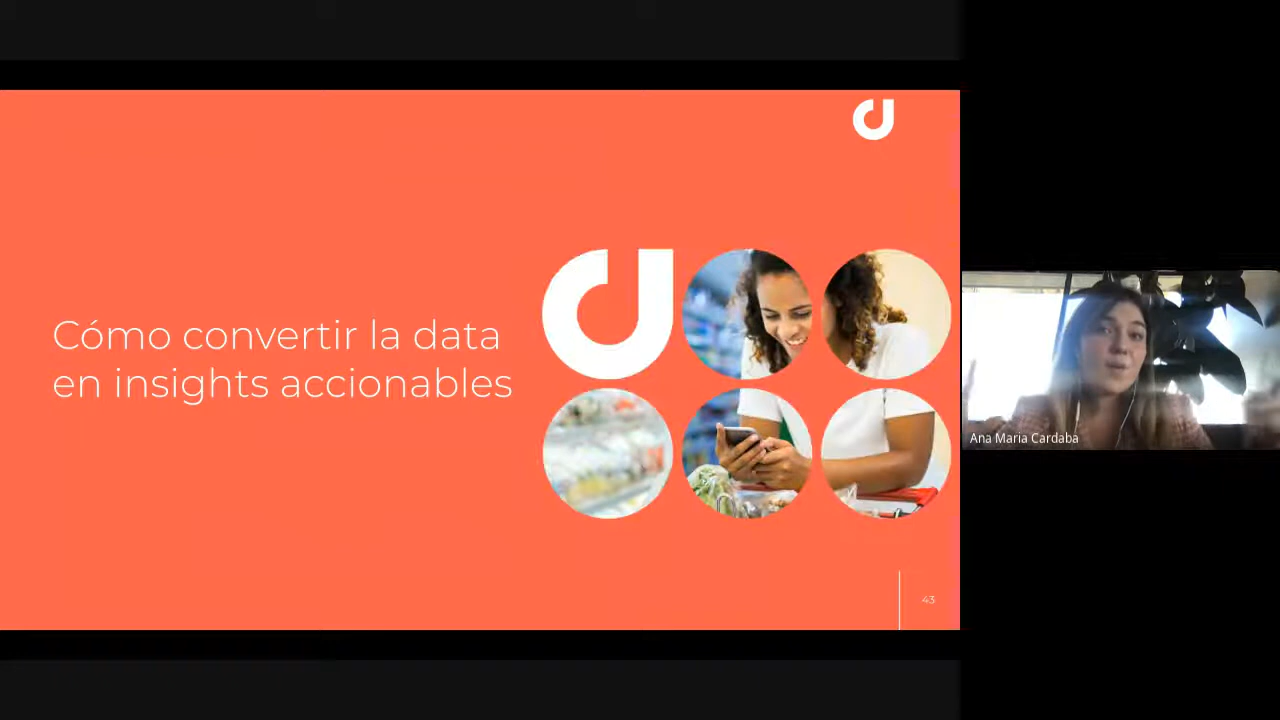 Cómo convertir la data
en insights accionables
43
Ana Maria Cardaba